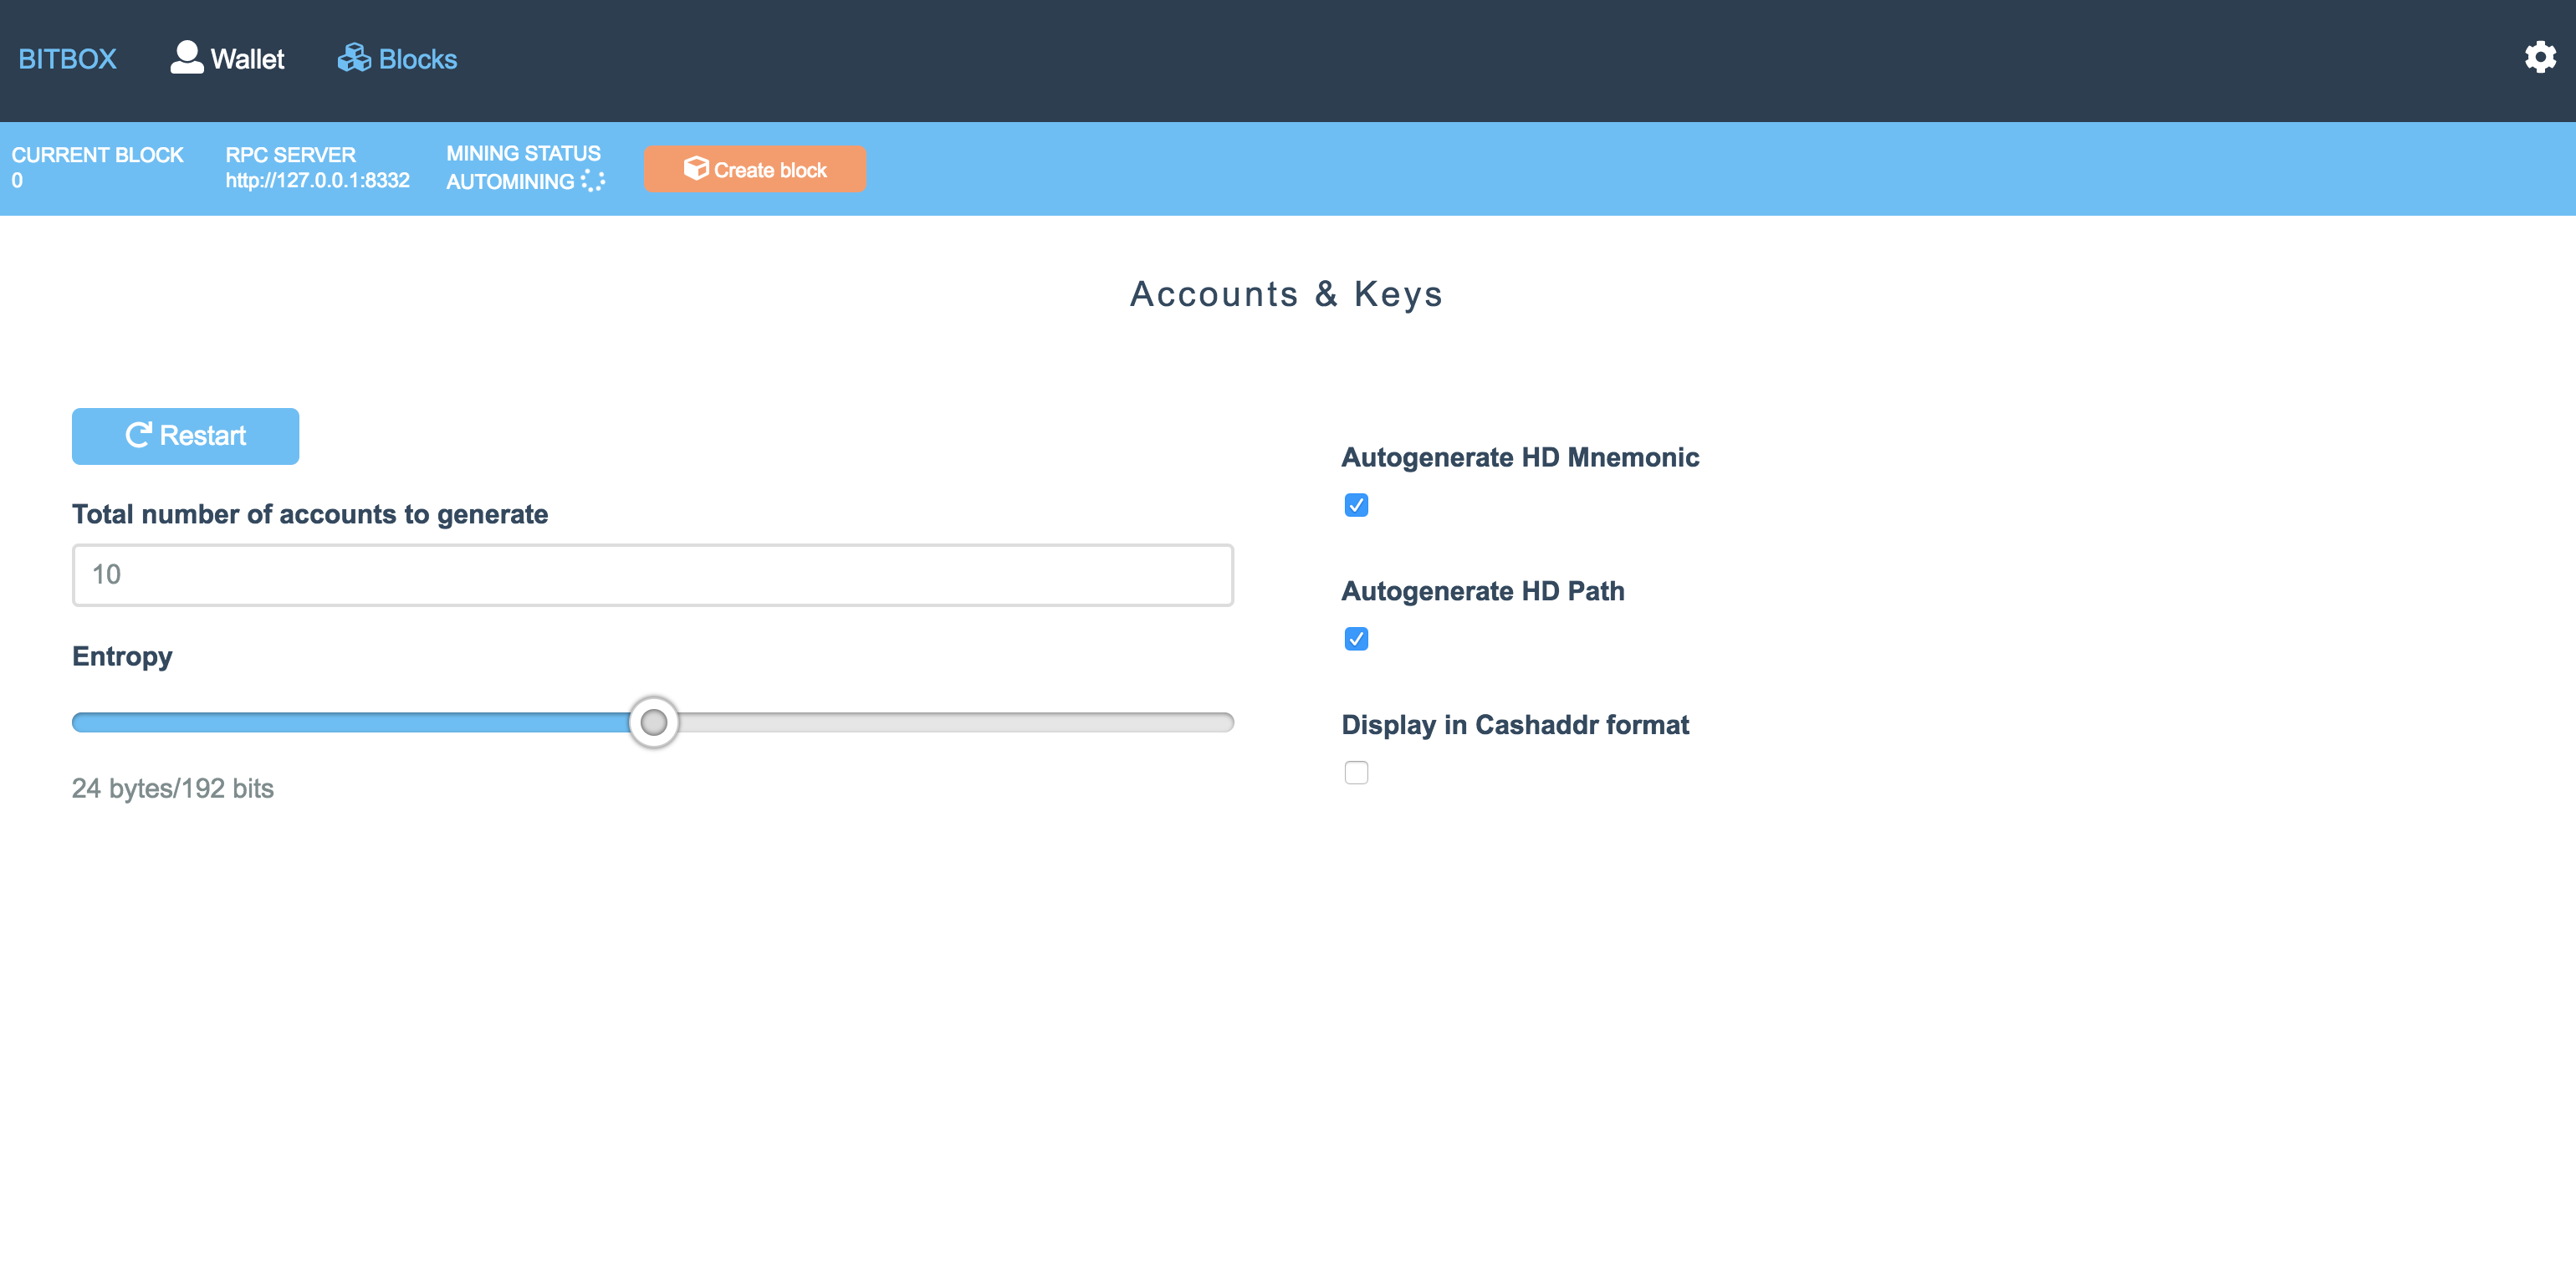 BITBOX Wallet Blocks
CURRENT BLOCK
0
RPC SERVER
http://127.0.0.1:8332
MINING STATUS
AUTOMINING
Create block
Accounts & Keys
Restart
Total number of accounts to generate
10
Entropy
24 bytes/192 bits
Autogenerate HD Mnemonic
Autogenerate HD Path
Display in Cashaddr format